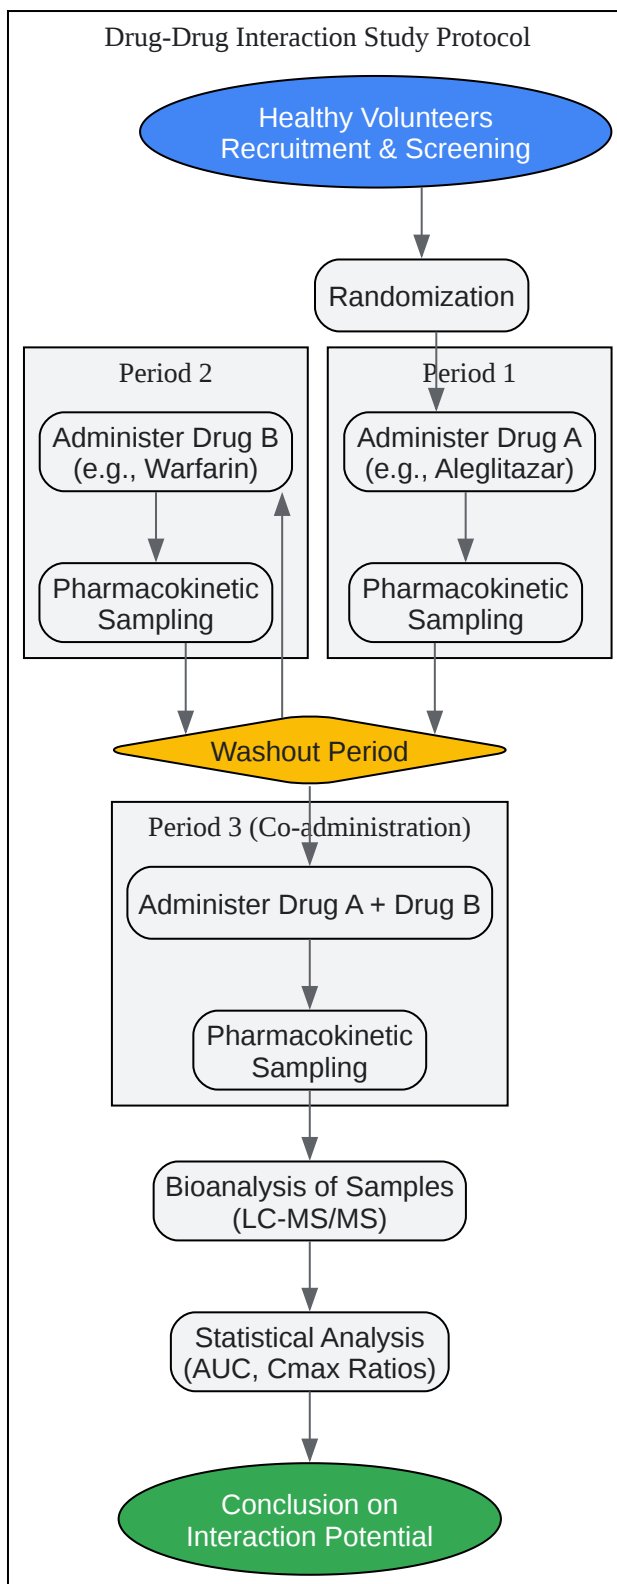 Drug-Drug Interaction Study Protocol
Healthy Volunteers
Recruitment & Screening
Randomization
Period 2
Administer Drug B
(e.g., Warfarin)
Pharmacokinetic
Sampling
Period 1
Administer Drug A
(e.g., Aleglitazar)
Pharmacokinetic
Sampling
Washout Period
Period 3 (Co-administration)
Administer Drug A + Drug B
Pharmacokinetic
Sampling
Bioanalysis of Samples
(LC-MS/MS)
Statistical Analysis
(AUC, Cmax Ratios)
Conclusion on
Interaction Potential